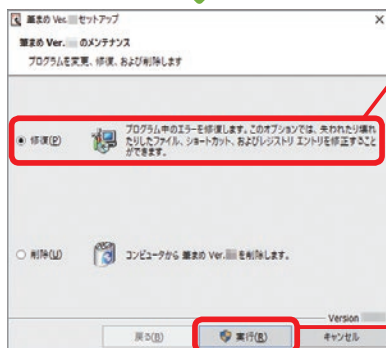 筆まめ Ver. セットアップ
筆まめ Ver. のメンテナンス
プログラムを変更、修復、および削除します
修復(P)
プログラム中のエラーを修復します。このオプションでは、失われたり壊れ
たりしたファイル、ショートカット、およびレジストリ エントリを修正すること
ができます。
削除(U)
コンピュータから 筆まめ Ver. を削除します。
Version
戻る(B) 実行(R) キャンセル